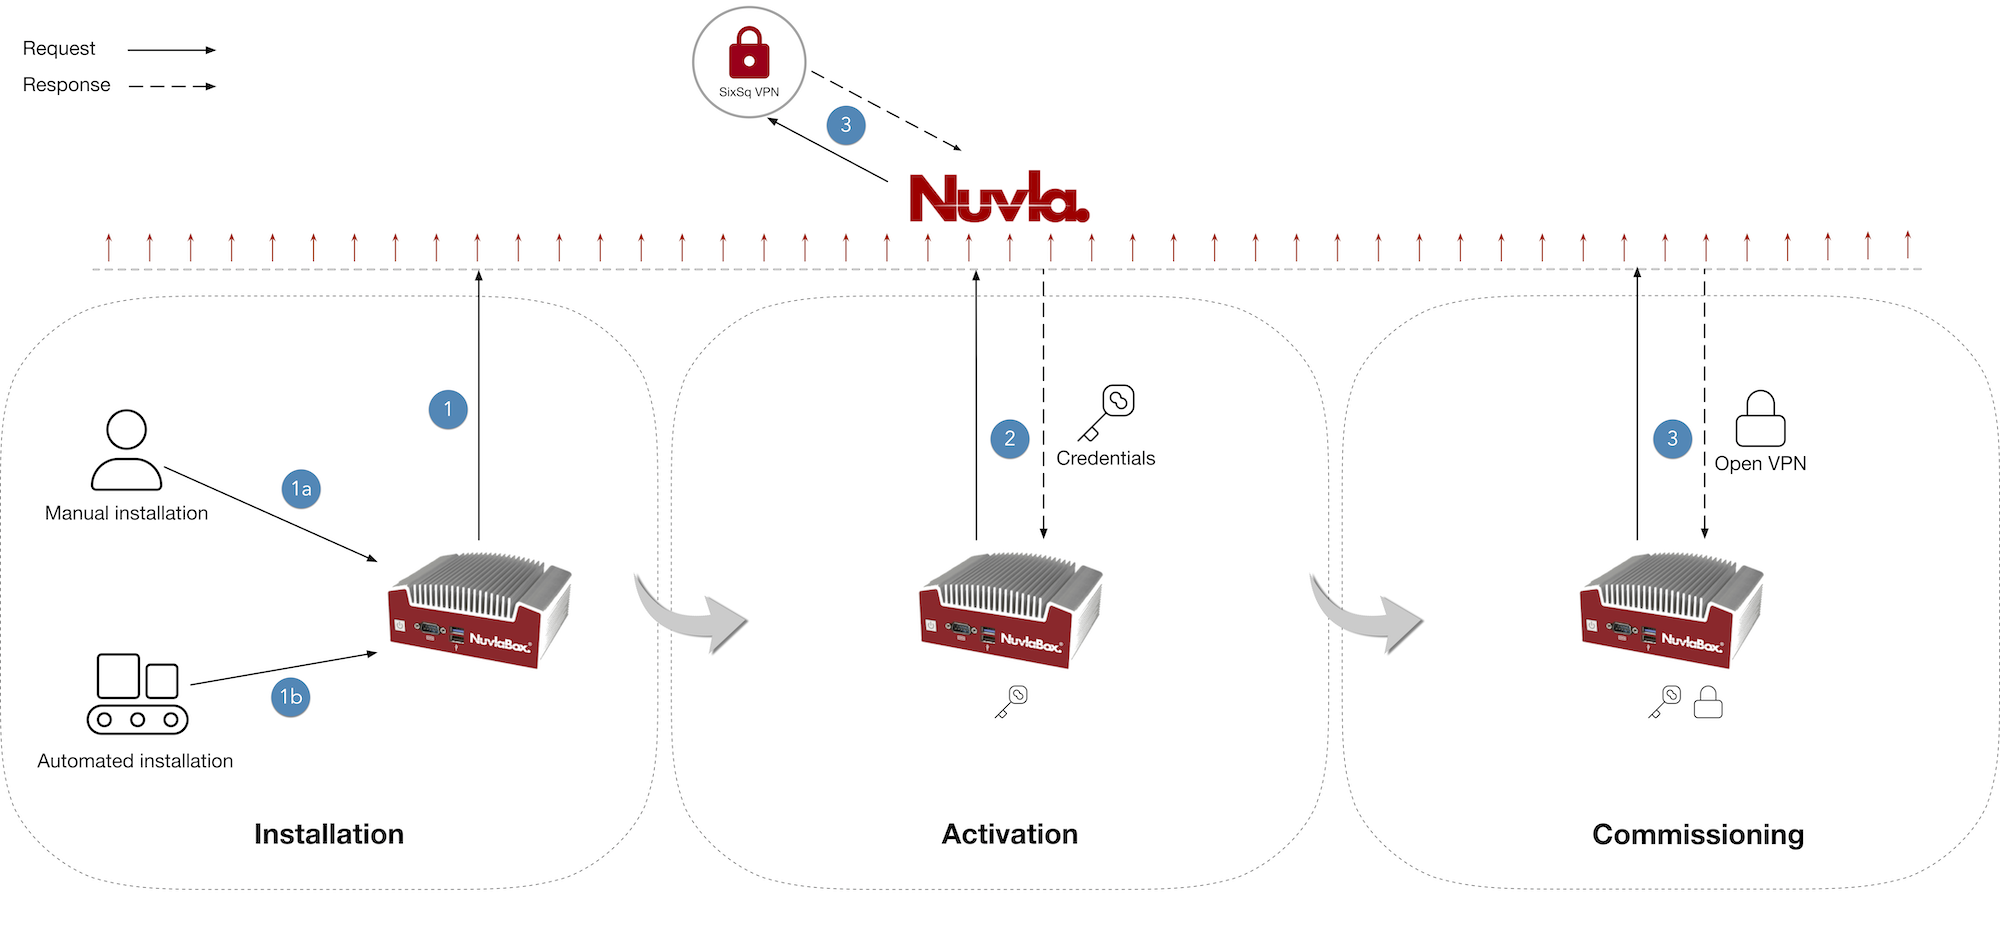 Request
Response
SixSq VPN
3
Nuvla.
1
1a
Manual installation
1b
Automated installation
NuvlaBox®
Installation
2
Credentials
NuvlaBox®
Activation
3
Open VPN
NuvlaBox®
Commissioning